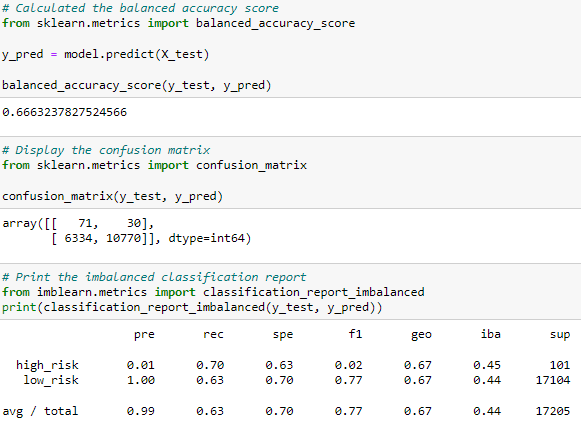 # Calculated the balanced accuracy score
from sklearn.metrics import balanced_accuracy_score
y_pred = model.predict(X_test)
balanced_accuracy_score(y_test, y_pred)
0.6663237827524566
# Display the confusion matrix
from sklearn.metrics import confusion_matrix
confusion_matrix(y_test, y_pred)
array([[   71,    30],
       [ 6334, 10770]], dtype=int64)
# Print the imbalanced classification report
from imblearn.metrics import classification_report_imbalanced
print(classification_report_imbalanced(y_test, y_pred))
                   pre       rec       spe        f1       geo       iba       sup
  high_risk       0.01      0.70      0.63      0.02      0.67      0.45       101
   low_risk       1.00      0.63      0.70      0.77      0.67      0.44     17104
avg / total       0.99      0.63      0.70      0.77      0.67      0.44     17205